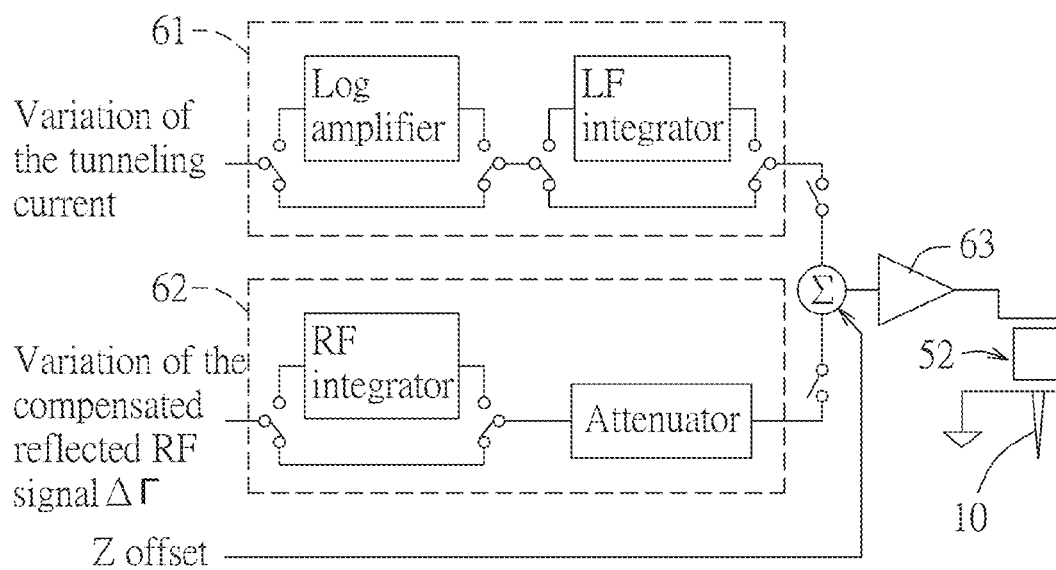 61
Log
amplifier
LF
integrator
Variation of
the tunneling
current
63
Σ
62
RF
integrator
Variation of the
compensated
reflected RF
signal ΔΓ
Attenuator
52
10
Z offset